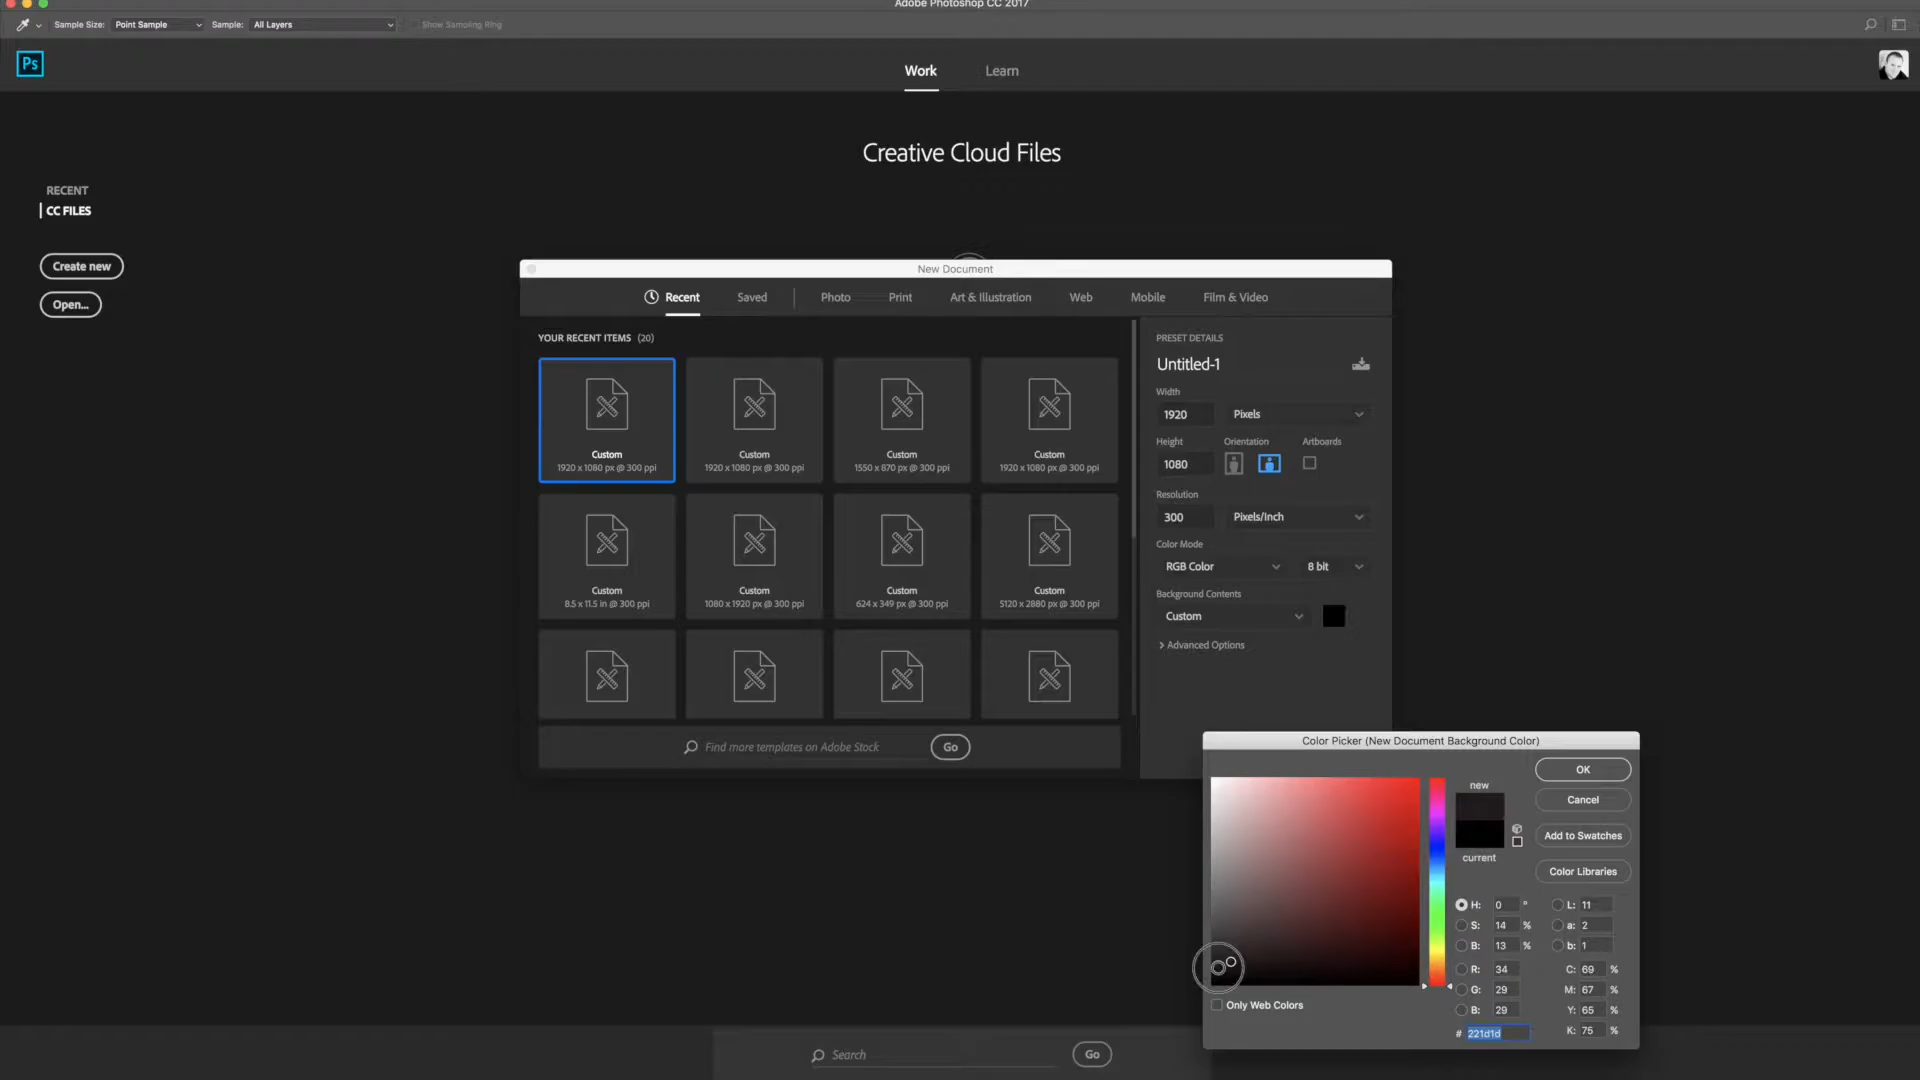 Adobe Photoshop CC 2017
Sample Size: Point Sample Sample: All Layers Show Sampling Ring
Ps
Work Learn
Creative Cloud Files
RECENT
CC FILES
Create new
Open...
New Document
Recent Saved Photo Print Art & Illustration Web Mobile Film & Video
YOUR RECENT ITEMS (20)
Custom
1920 x 1080 px @ 300 ppi
Custom
1920 x 1080 px @ 300 ppi
Custom
1550 x 870 px @ 300 ppi
Custom
1920 x 1080 px @ 300 ppi
Custom
8.5 x 11.5 in @ 300 ppi
Custom
1080 x 1920 px @ 300 ppi
Custom
624 x 349 px @ 300 ppi
Custom
5120 x 2880 px @ 300 ppi
Find more templates on Adobe Stock Go
PRESET DETAILS
Untitled-1
Width
1920 Pixels
Height Orientation Artboards
1080
Resolution
300 Pixels/Inch
Color Mode
RGB Color 8 bit
Background Contents
Custom
Advanced Options
Color Picker (New Document Background Color)
new
current
OK
Cancel
Add to Swatches
Color Libraries
H: 0 ° L: 11
S: 14 % a: 2
B: 13 % b: 1
R: 34 C: 69 %
G: 29 M: 67 %
B: 29 Y: 65 %
# 221d1d K: 75 %
Only Web Colors
Search Go